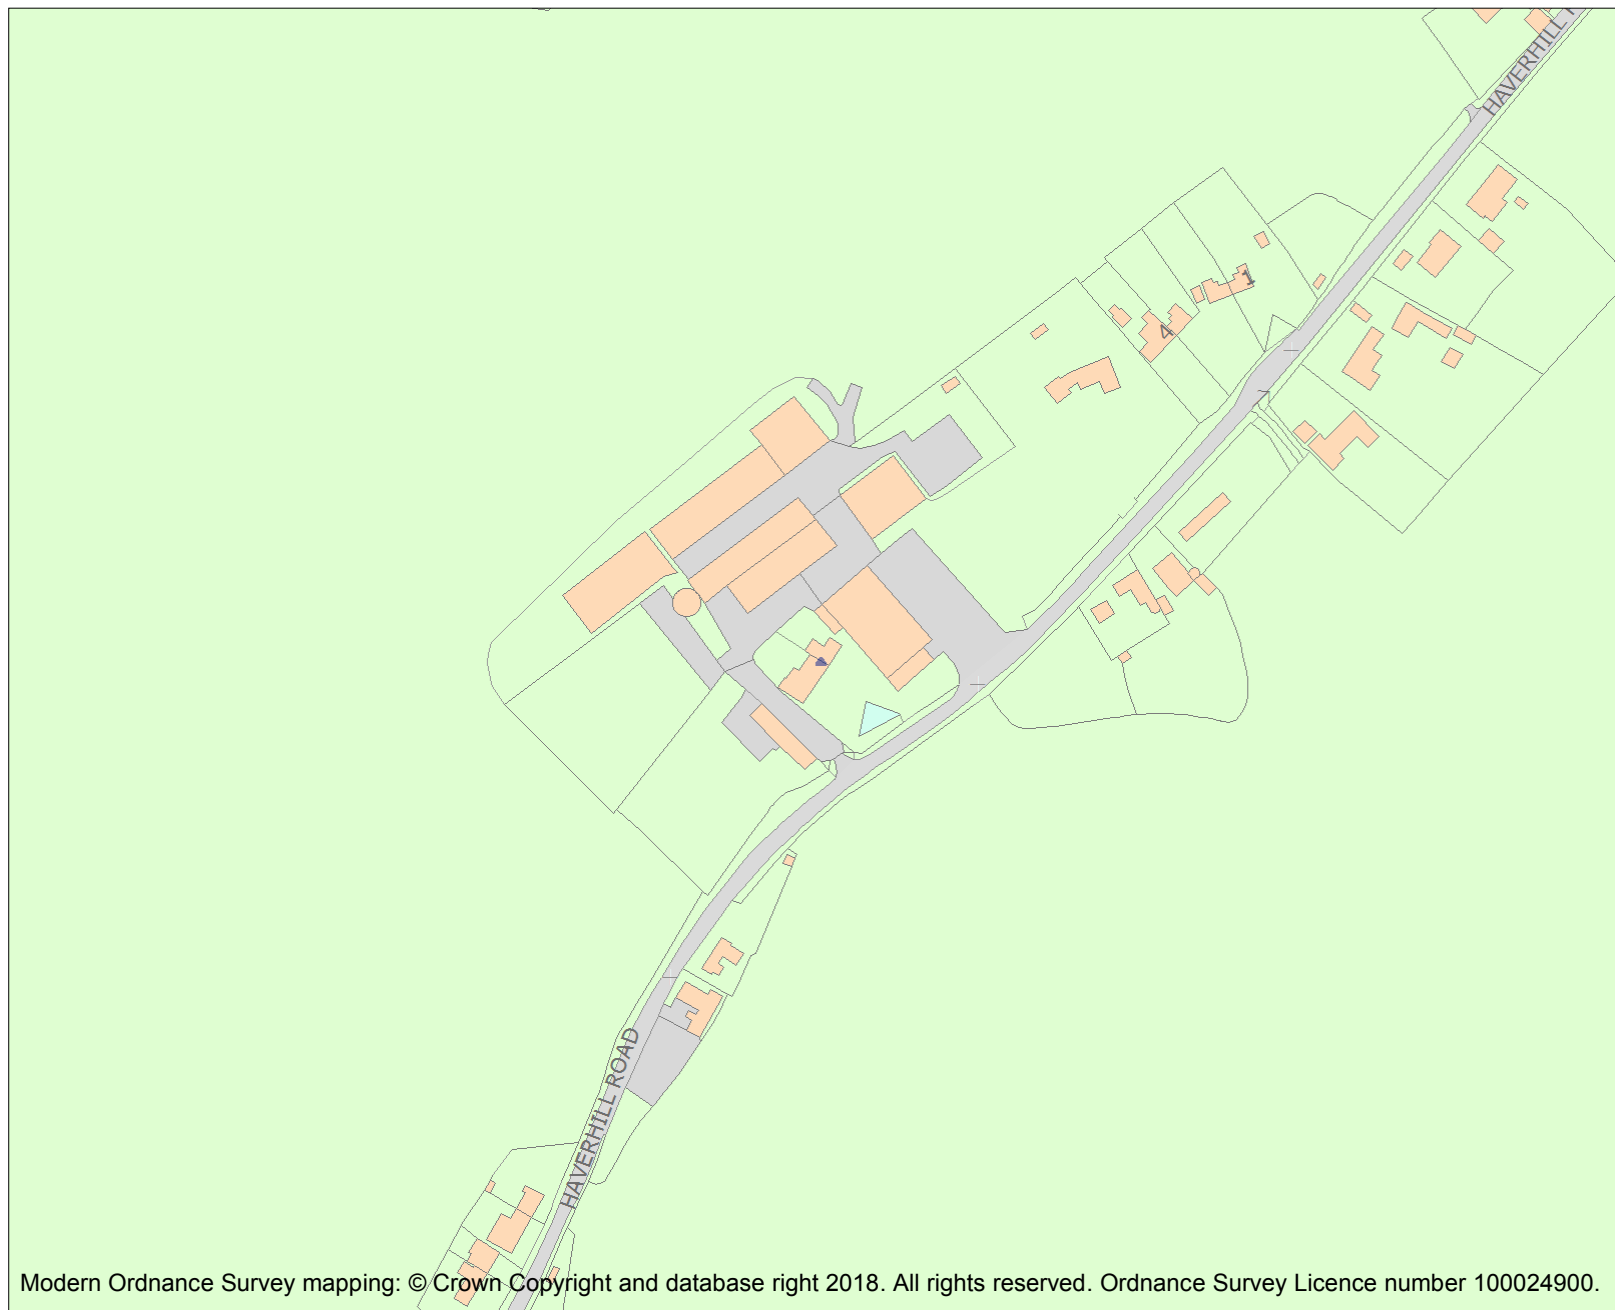 HAVERHILL
1
4
HAVERHILL ROAD
Modern Ordnance Survey mapping: © Crown Copyright and database right 2018. All rights reserved. Ordnance Survey Licence number 100024900.